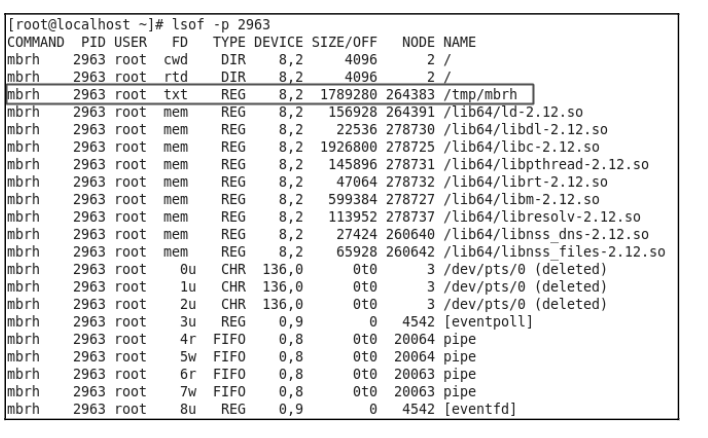 [root@localhost ~]# lsof -p 2963
COMMAND  PID USER   FD   TYPE DEVICE SIZE/OFF   NODE NAME
mbrh    2963 root  cwd    DIR    8,2     4096      2 /
mbrh    2963 root  rtd    DIR    8,2     4096      2 /
mbrh    2963 root  txt    REG    8,2  1789280 264383 /tmp/mbrh
mbrh    2963 root  mem    REG    8,2   156928 264391 /lib64/ld-2.12.so
mbrh    2963 root  mem    REG    8,2    22536 278730 /lib64/libdl-2.12.so
mbrh    2963 root  mem    REG    8,2  1926800 278725 /lib64/libc-2.12.so
mbrh    2963 root  mem    REG    8,2   145896 278731 /lib64/libpthread-2.12.so
mbrh    2963 root  mem    REG    8,2    47064 278732 /lib64/librt-2.12.so
mbrh    2963 root  mem    REG    8,2   599384 278727 /lib64/libm-2.12.so
mbrh    2963 root  mem    REG    8,2   113952 278737 /lib64/libresolv-2.12.so
mbrh    2963 root  mem    REG    8,2    27424 260640 /lib64/libnss_dns-2.12.so
mbrh    2963 root  mem    REG    8,2    65928 260642 /lib64/libnss_files-2.12.so
mbrh    2963 root    0u   CHR  136,0      0t0      3 /dev/pts/0 (deleted)
mbrh    2963 root    1u   CHR  136,0      0t0      3 /dev/pts/0 (deleted)
mbrh    2963 root    2u   CHR  136,0      0t0      3 /dev/pts/0 (deleted)
mbrh    2963 root    3u   REG    0,9        0   4542 [eventpoll]
mbrh    2963 root    4r  FIFO    0,8      0t0  20064 pipe
mbrh    2963 root    5w  FIFO    0,8      0t0  20064 pipe
mbrh    2963 root    6r  FIFO    0,8      0t0  20063 pipe
mbrh    2963 root    7w  FIFO    0,8      0t0  20063 pipe
mbrh    2963 root    8u   REG    0,9        0   4542 [eventfd]